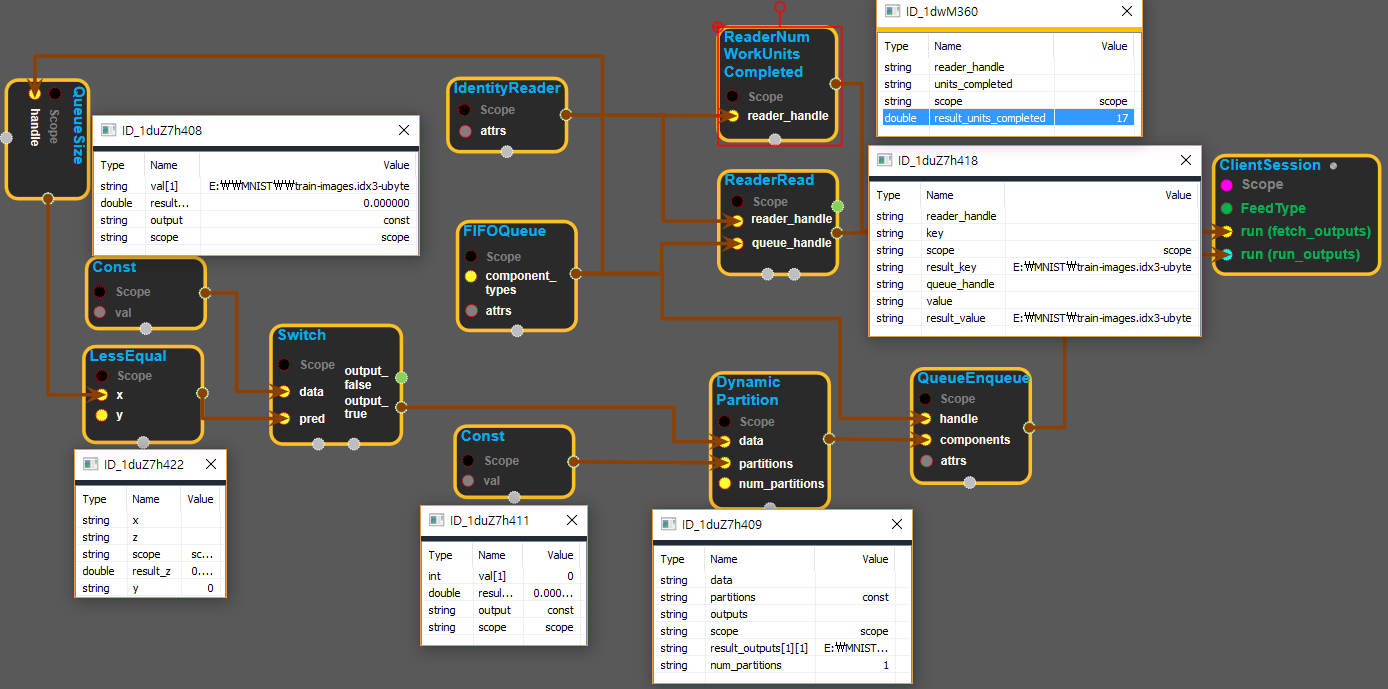 QueueSize
Scope
handle
ID_1duZ7h408
Type Name Value
string val[1] E:₩₩MNIST₩₩train-images.idx3-ubyte
double result... 0.000000
string output const
string scope scope
Const
Scope
val
LessEqual
Scope
x
y
ID_1duZ7h422
Type Name Value
string x
string z
string scope sc...
double result_z 0....
string y 0
Switch
Scope
data
pred
output_
false
output_
true
IdentityReader
Scope
attrs
FIFOQueue
Scope
component_
types
attrs
Const
Scope
val
ID_1duZ7h411
Type Name Value
int val[1] 0
double resul... 0.000...
string output const
string scope scope
ReaderNum
WorkUnits
Completed
Scope
reader_handle
ReaderRead
Scope
reader_handle
queue_handle
Dynamic
Partition
Scope
data
partitions
num_partitions
ID_1duZ7h409
Type Name Value
string data
string partitions const
string outputs
string scope scope
string result_outputs[1][1] E:₩MNIST...
string num_partitions 1
ID_1dwM360
Type Name Value
string reader_handle
string units_completed
string scope scope
double result_units_completed 17
ID_1duZ7h418
Type Name Value
string reader_handle
string key
string scope scope
string result_key E:₩MNIST₩train-images.idx3-ubyte
string queue_handle
string value
string result_value E:₩MNIST₩train-images.idx3-ubyte
QueueEnqueue
Scope
handle
components
attrs
ClientSession
Scope
FeedType
run (fetch_outputs)
run (run_outputs)